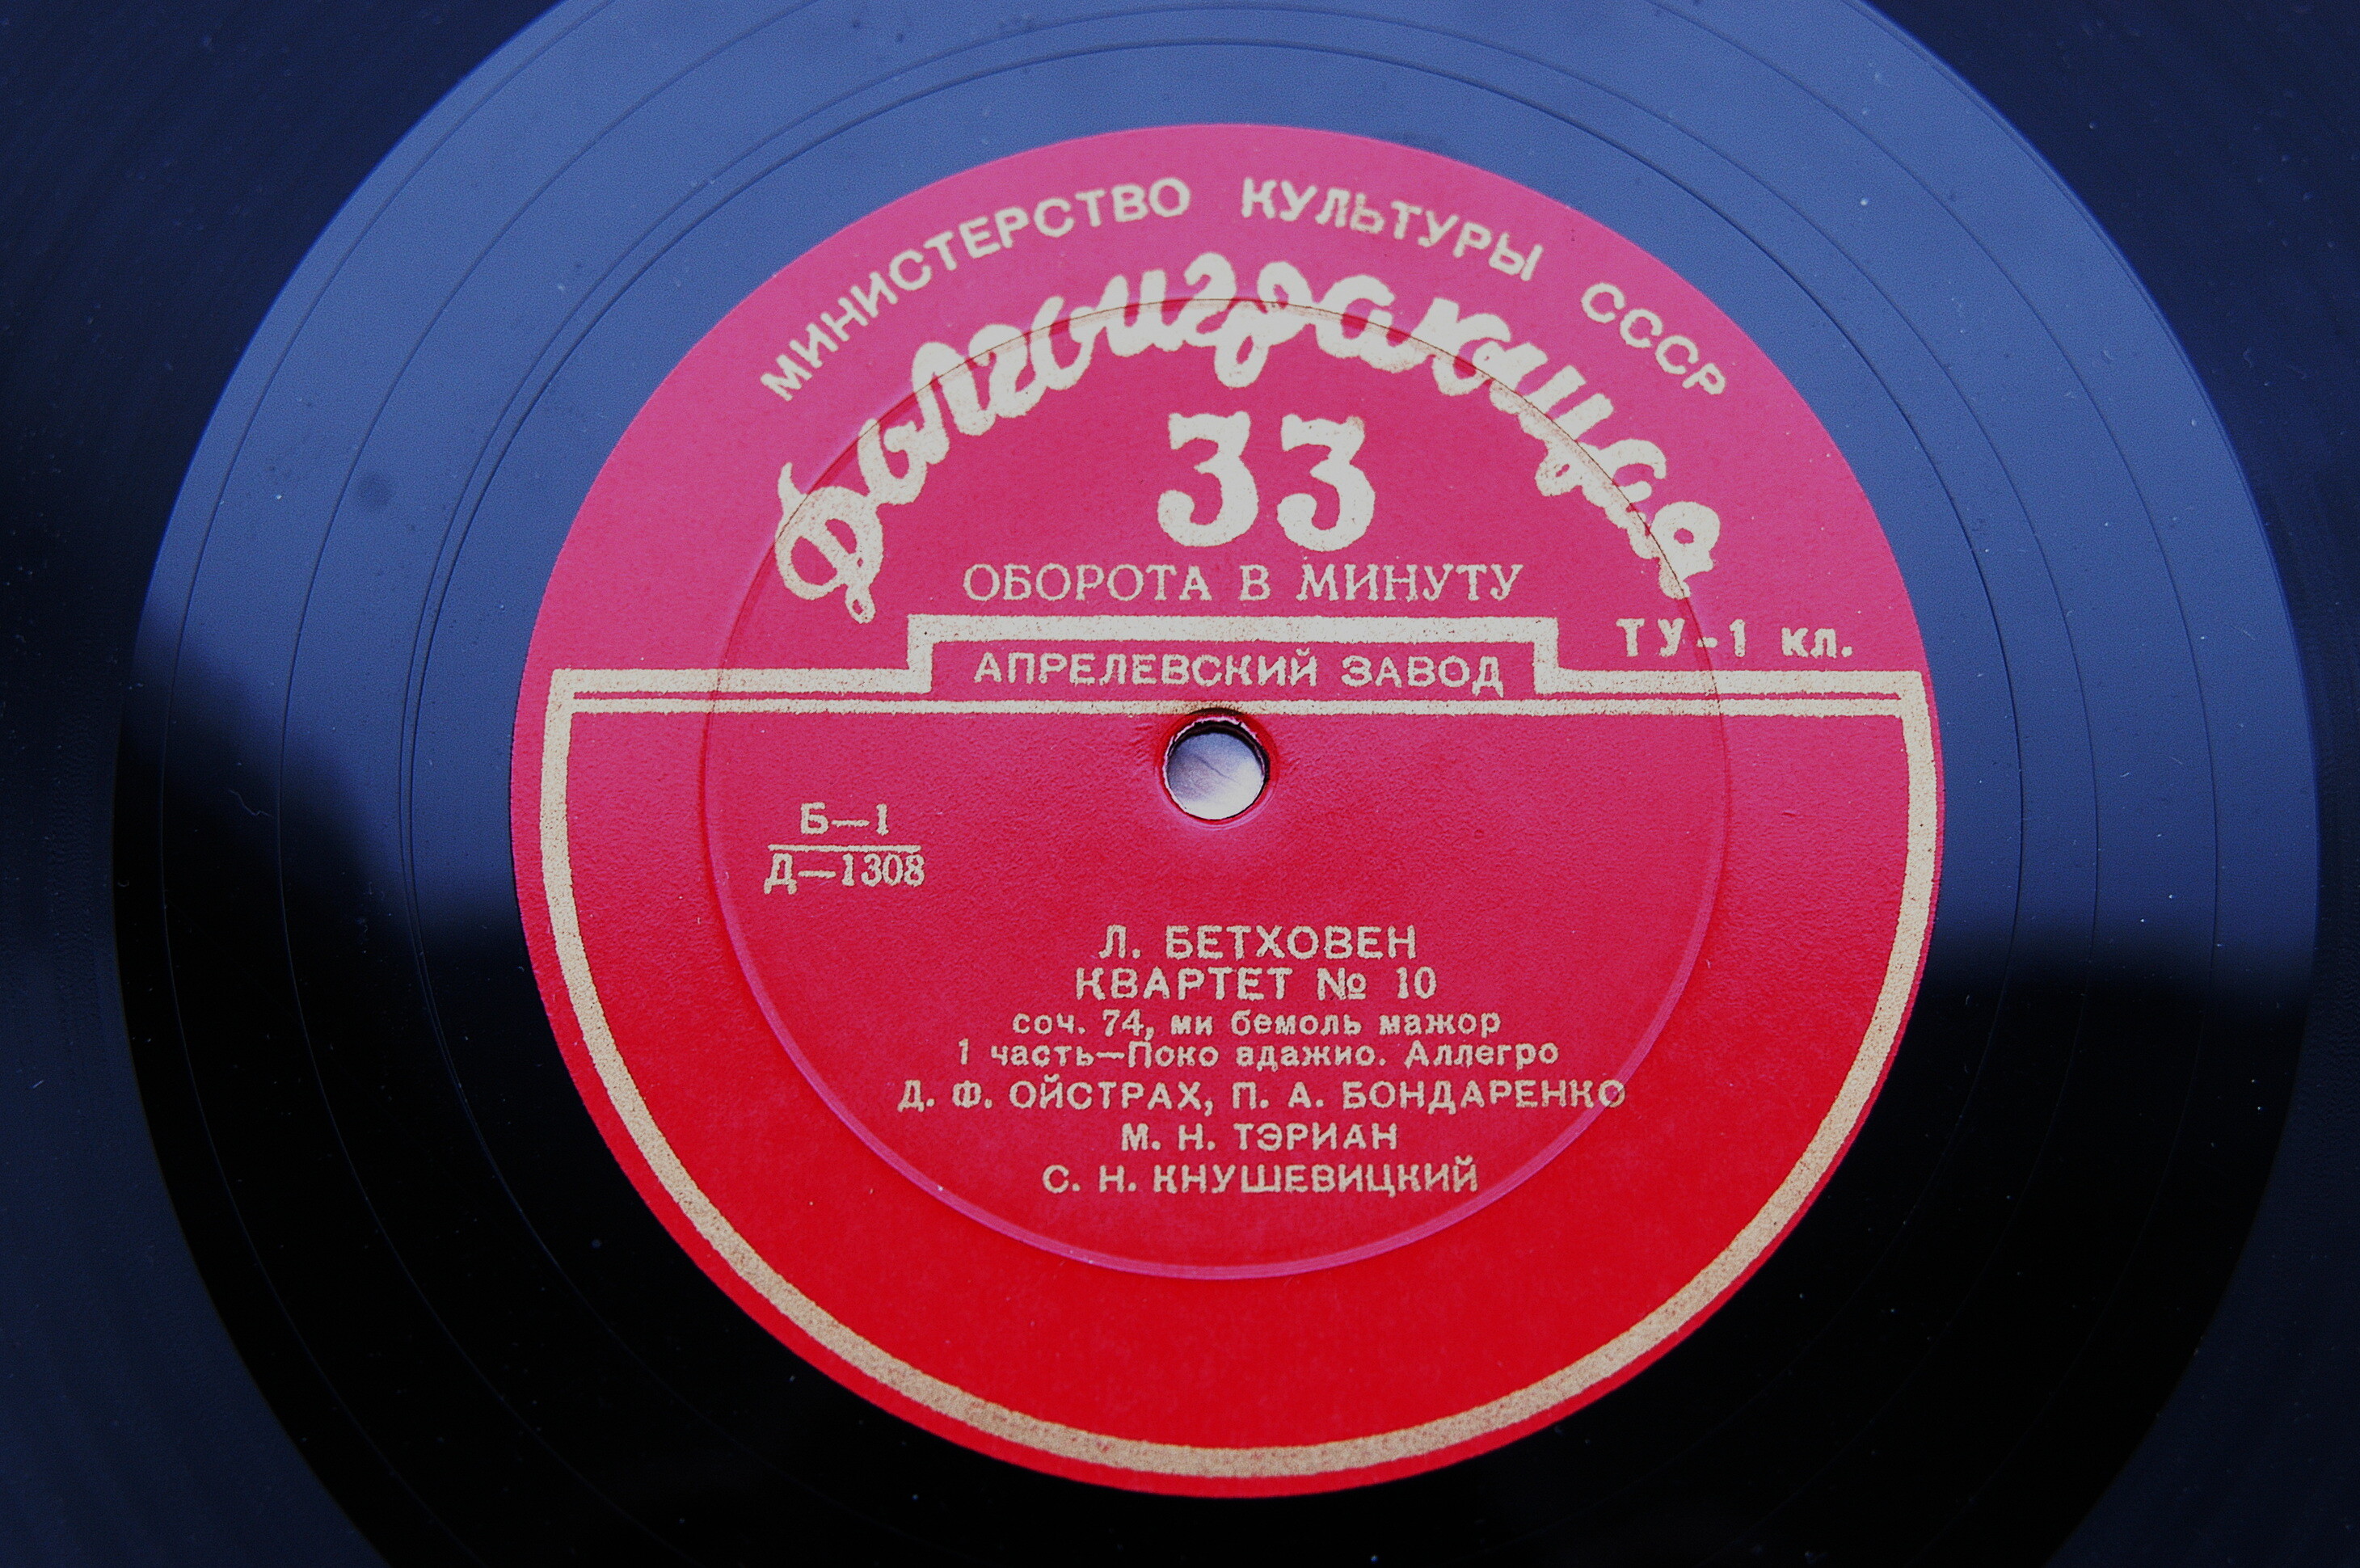 МИНИСТЕРСТВО КУЛЬТУРЫ СССР
Долгоиграющая
33
ОБОРОТА В МИНУТУ
ТУ-1 кл.
АПРЕЛЕВСКИЙ ЗАВОД
Б—1
Д—1308
Л. БЕТХОВЕН
КВАРТЕТ № 10
соч. 74, ми бемоль мажор
1 часть—Поко адажио. Аллегро
Д. Ф. ОЙСТРАХ, П. А. БОНДАРЕНКО
М. Н. ТЭРИАН
С. Н. КНУШЕВИЦКИЙ